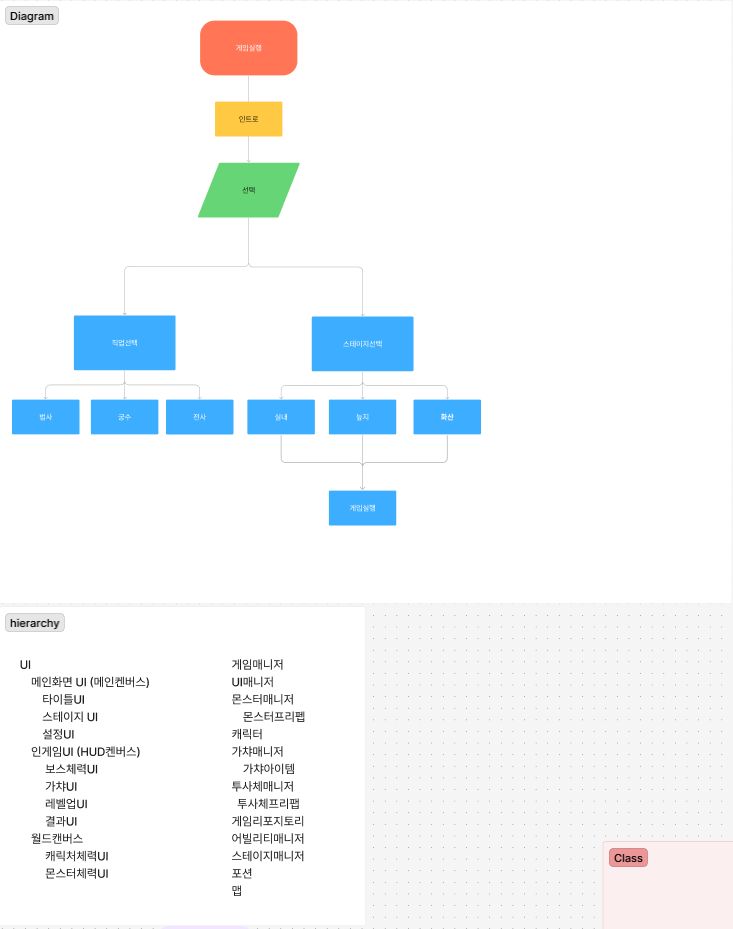 Diagram
게임실행
인트로
선택
직업선택
스테이지선택
법사
궁수
전사
실내
늪지
화산
게임실행
hierarchy
UI
메인화면 UI (메인켄버스)
타이틀UI
스테이지 UI
설정UI
인게임UI (HUD켄버스)
보스체력UI
가챠UI
레벨업UI
결과UI
월드캔버스
캐릭처체력UI
몬스터체력UI
게임매니저
UI매니저
몬스터매니저
몬스터프리펩
캐릭터
가챠매니저
가챠아이템
투사체매니저
투사체프리팹
게임리포지토리
어빌리티매니저
스테이지매니저
포션
맵
Class